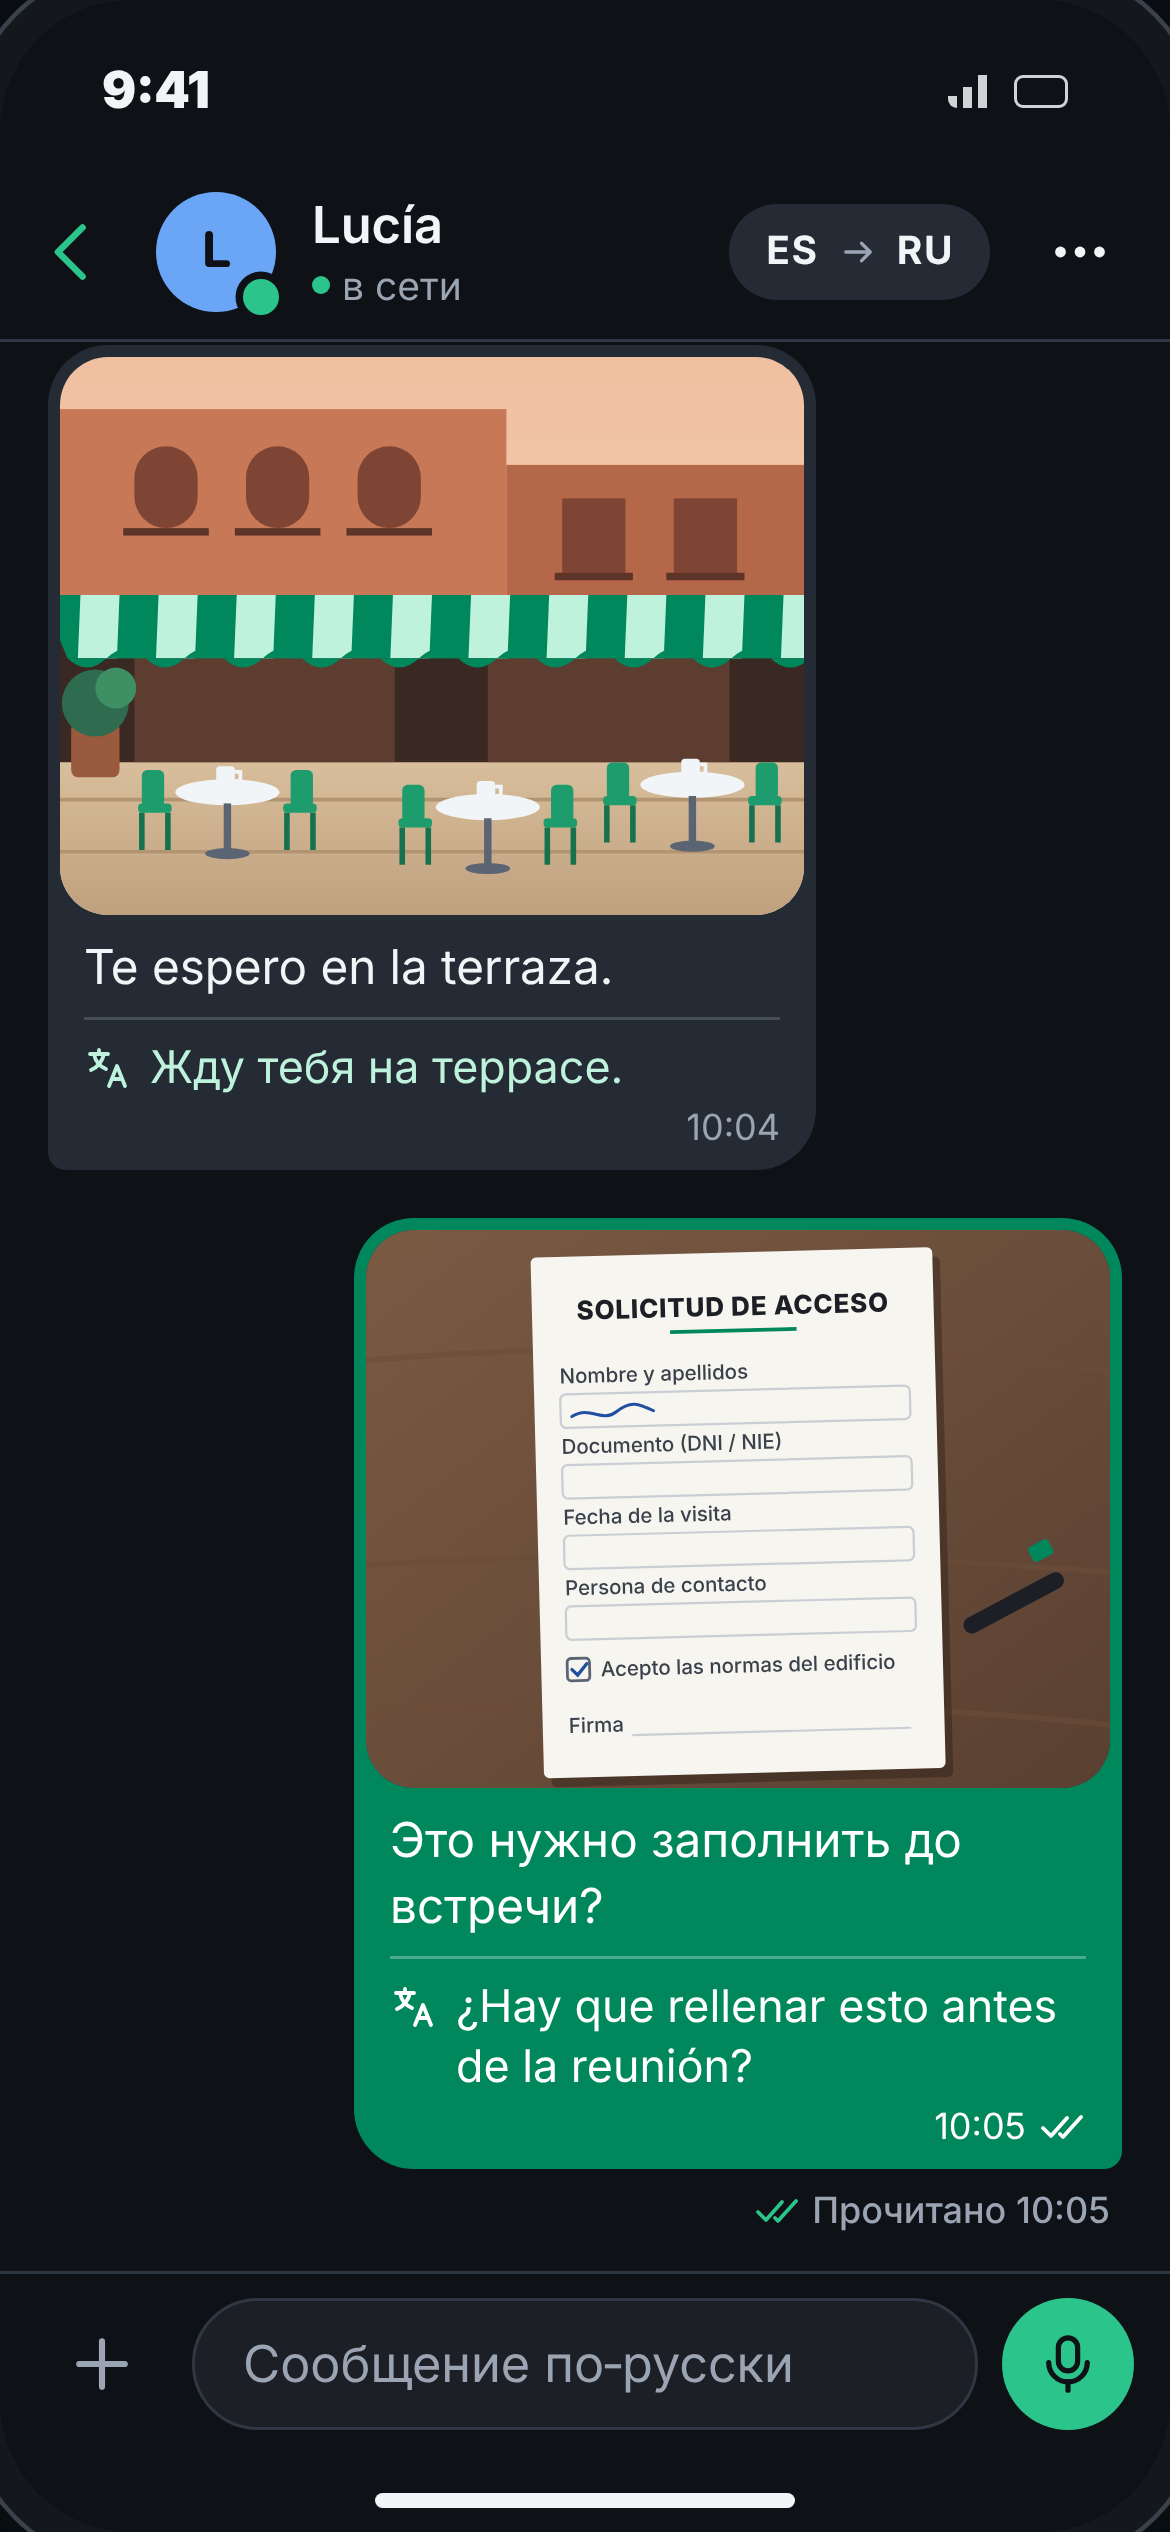 9:41
L
Lucía
в сети
ES → RU
Te espero en la terraza.
Жду тебя на террасе.
10:04
SOLICITUD DE ACCESO
Nombre y apellidos
Documento (DNI / NIE)
Fecha de la visita
Persona de contacto
Acepto las normas del edificio
Firma
Это нужно заполнить до
встречи?
¿Hay que rellenar esto antes
de la reunión?
10:05
Прочитано 10:05
Сообщение по-русски